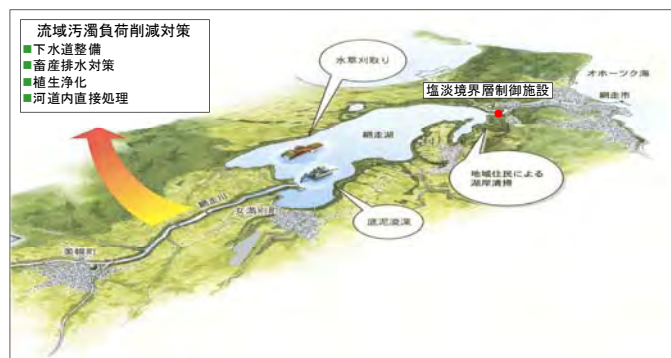 流域汚濁負荷削減対策
■下水道整備
■畜産排水対策
■植生浄化
■河道内直接処理
水草刈取り
オホーツク海
塩淡境界層制御施設
網走市
網走湖
地域住民による
湖岸清掃
網走川
女満別町
底泥浚渫
美幌町